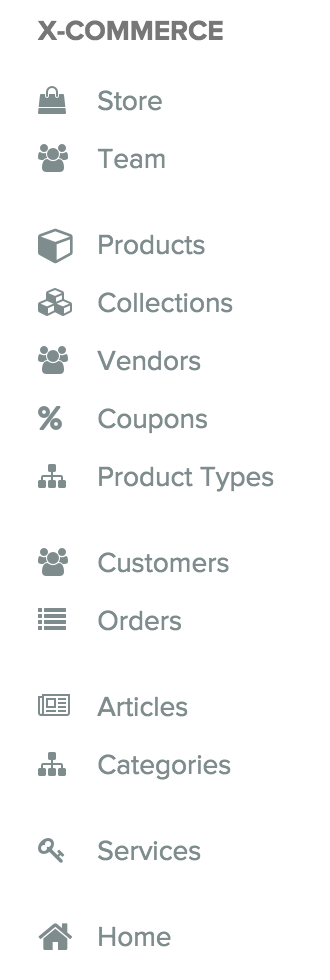 X-COMMERCE
Store
Team
Products
Collections
Vendors
Coupons
Product Types
Customers
Orders
Articles
Categories
Services
Home